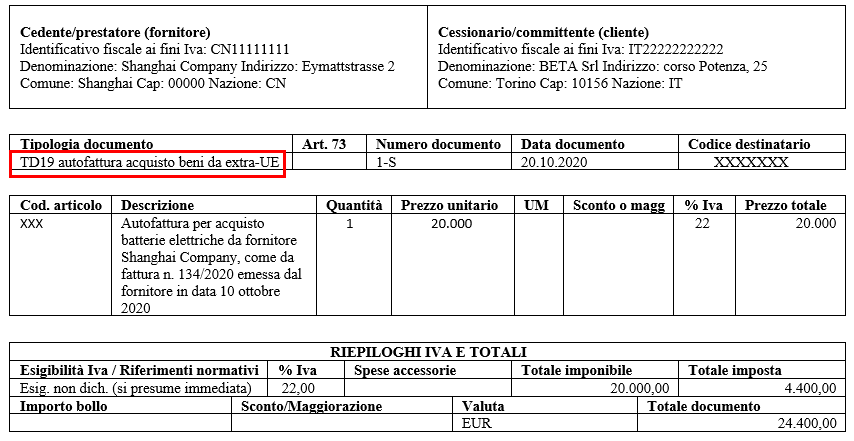 Cedente/prestatore (fornitore)
Identificativo fiscale ai fini Iva: CN11111111
Denominazione: Shanghai Company Indirizzo: Eymattstrasse 2
Comune: Shanghai Cap: 00000 Nazione: CN
Cessionario/committente (cliente)
Identificativo fiscale ai fini Iva: IT22222222222
Denominazione: BETA Srl Indirizzo: corso Potenza, 25
Comune: Torino Cap: 10156 Nazione: IT
Tipologia documento Art. 73 Numero documento Data documento Codice destinatario
TD19 autofattura acquisto beni da extra-UE 1-S 20.10.2020 XXXXXXX
Cod. articolo Descrizione Quantità Prezzo unitario UM Sconto o magg % Iva Prezzo totale
XXX Autofattura per acquisto 1 20.000 22 20.000
batterie elettriche da fornitore
Shanghai Company, come da
fattura n. 134/2020 emessa dal
fornitore in data 10 ottobre
2020
RIEPILOGHI IVA E TOTALI
Esigibilità Iva / Riferimenti normativi % Iva Spese accessorie Totale imponibile Totale imposta
Esig. non dich. (si presume immediata) 22,00 20.000,00 4.400,00
Importo bollo Sconto/Maggiorazione Valuta Totale documento
EUR 24.400,00